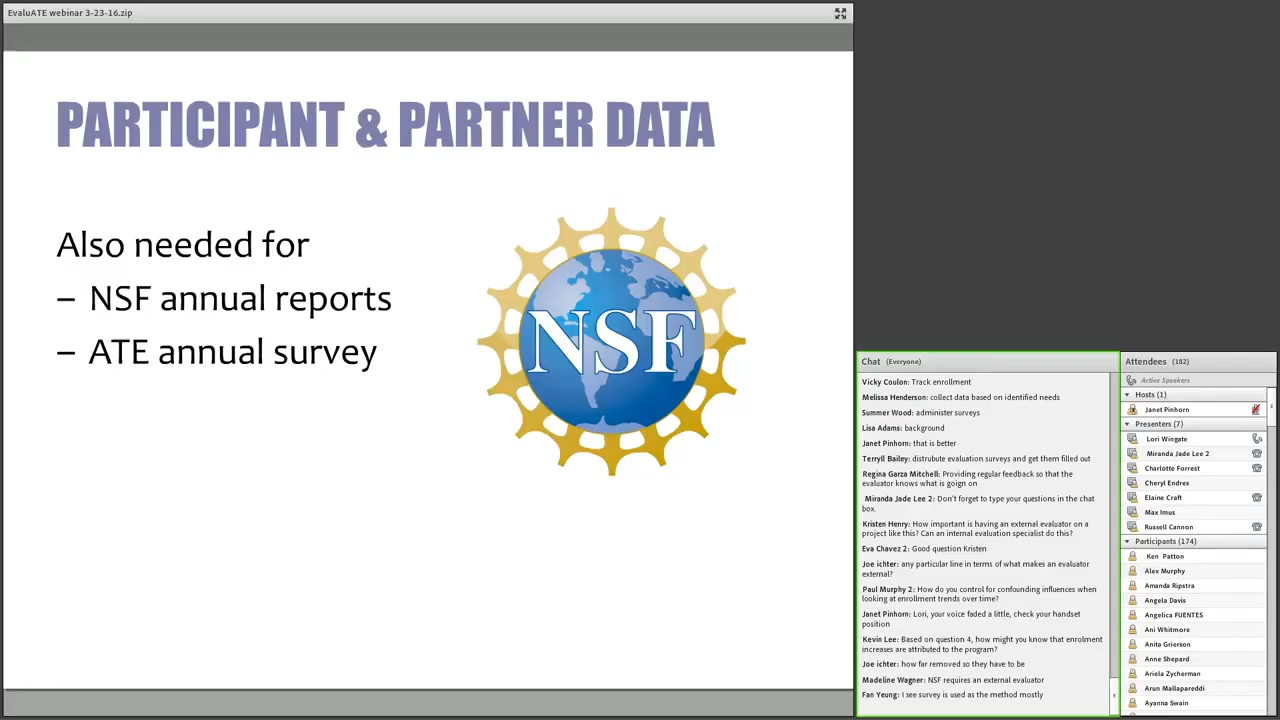 EvaluATE webinar 3-23-16.zip
PARTICIPANT & PARTNER DATA
Also needed for
– NSF annual reports
– ATE annual survey
NSF
Chat (Everyone)
Vicky Coulon: Track enrollment
Melissa Henderson: collect data based on identified needs
Summer Wood: administer surveys
Lisa Adams: background
Janet Pinhorn: that is better
Terryll Bailey: distrubute evaluation surveys and get them filled out
Regina Garza Mitchell: Providing regular feedback so that the
evaluator knows what is goign on
Miranda Jade Lee 2: Don't forget to type your questions in the chat
box.
Kristen Henry: How important is having an external evaluator on a
project like this? Can an internal evaluation specialist do this?
Eva Chavez 2: Good question Kristen
Joe ichter: any particular line in terms of what makes an evaluator
external?
Paul Murphy 2: How do you control for confounding influences when
looking at enrollment trends over time?
Janet Pinhorn: Lori, your voice faded a little, check your handset
position
Kevin Lee: Based on question 4, how might you know that enrolment
increases are attributed to the program?
Joe ichter: how far removed so they have to be
Madeline Wagner: NSF requires an external evaluator
Fan Yeung: I see survey is used as the method mostly
Attendees (182)
Active Speakers
Hosts (1)
Janet Pinhorn
Presenters (7)
Lori Wingate
Miranda Jade Lee 2
Charlotte Forrest
Cheryl Endres
Elaine Craft
Max Imus
Russell Cannon
Participants (174)
Ken Patton
Alex Murphy
Amanda Ripstra
Angela Davis
Angelica FUENTES
Ani Whitmore
Anita Grierson
Anne Shepard
Ariela Zycherman
Arun Mallapareddi
Ayanna Swain